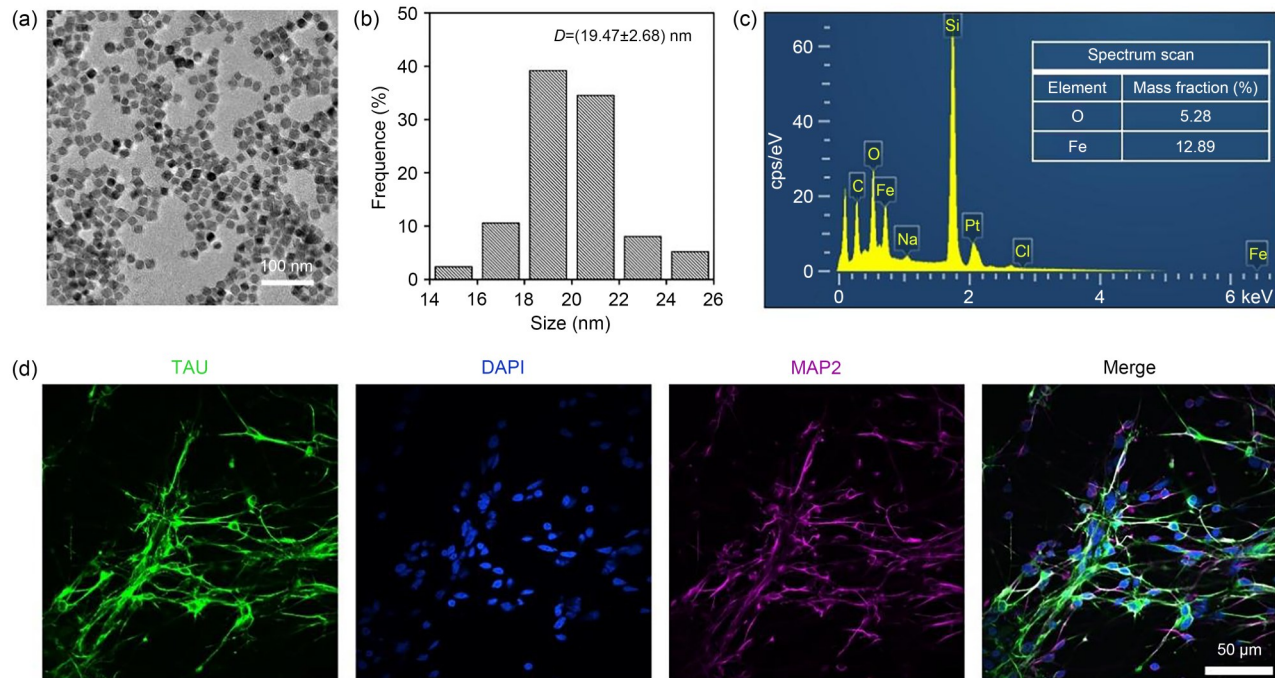 (a)
100 nm
(b)
50
40
30
20
10
0
Frequence (%)
D=(19.47±2.68) nm
14 16 18 20 22 24 26
Size (nm)
(c)
60
40
20
0
cps/eV
Si
O
C
Fe
Na
Pt
Cl
Fe
0 2 4 6 keV
Spectrum scan
Element Mass fraction (%)
O 5.28
Fe 12.89
(d)
TAU DAPI MAP2 Merge
50 μm